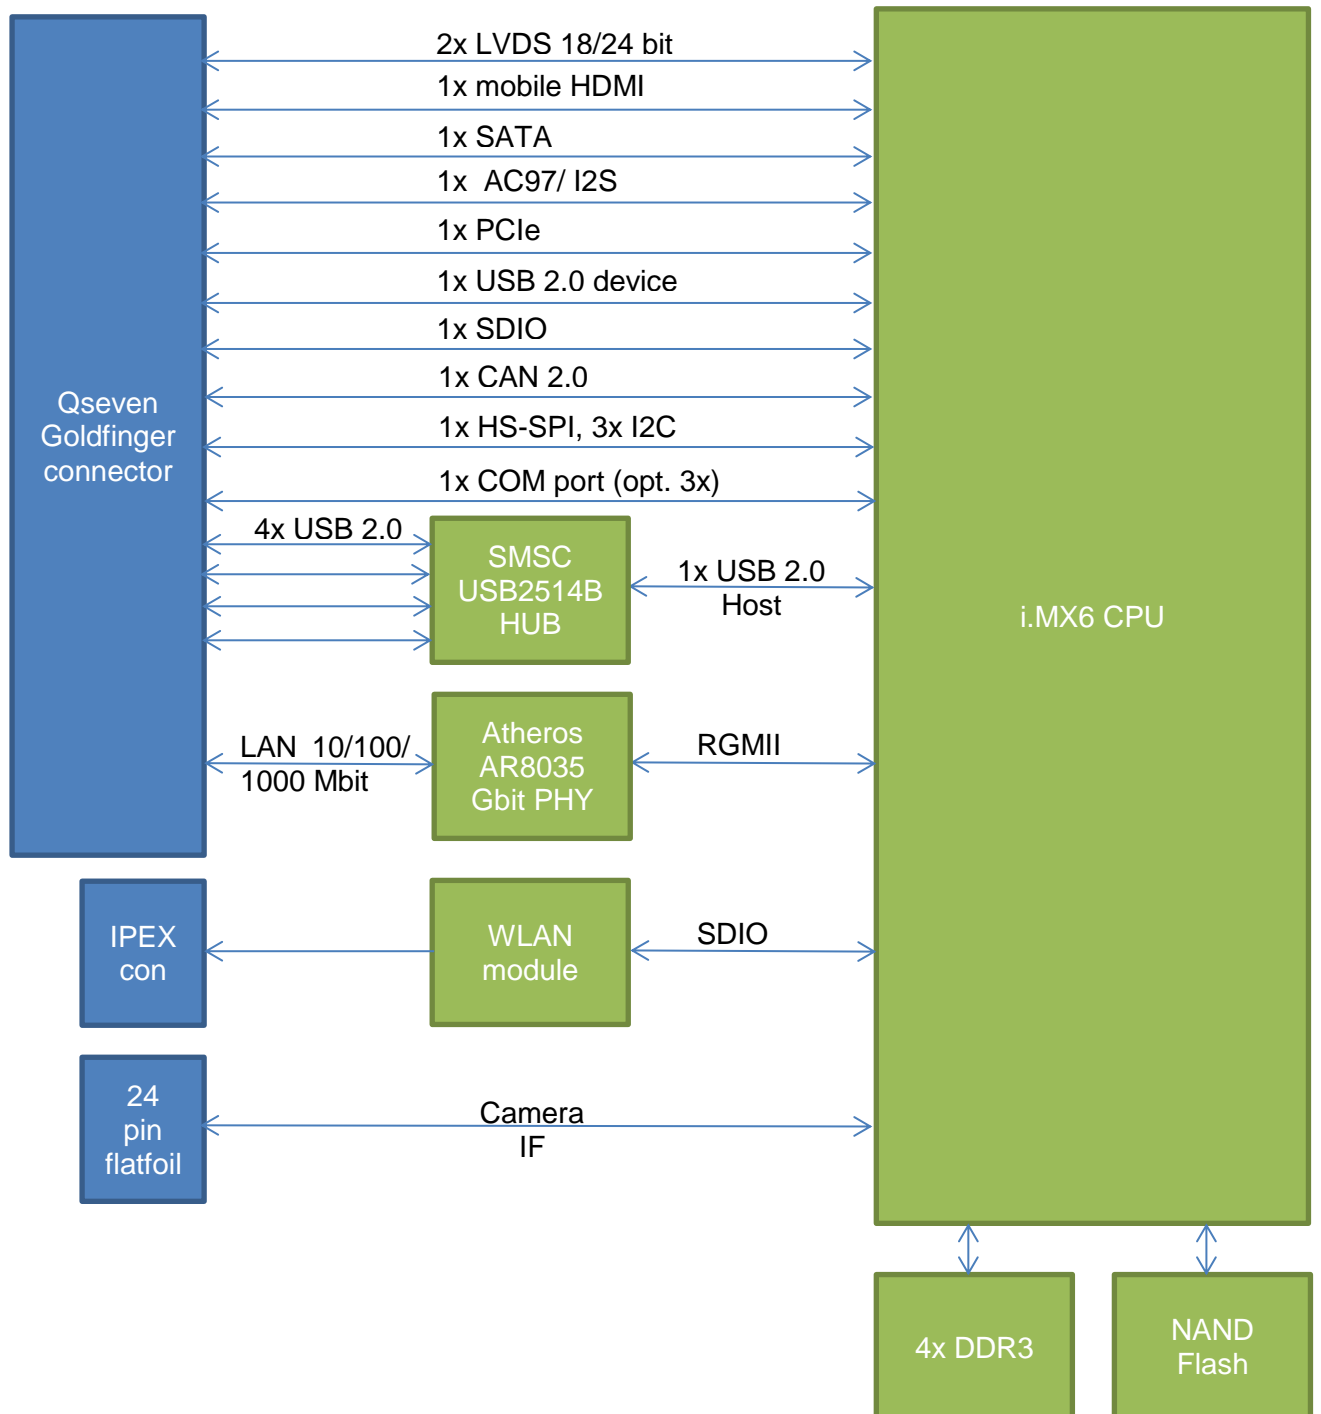 2x LVDS 18/24 bit
1x mobile HDMI
1x SATA
1x  AC97/ I2S
1x PCIe
1x USB 2.0 device
1x SDIO
1x CAN 2.0
1x HS-SPI, 3x I2C
1x COM port (opt. 3x)
Qseven
Goldfinger
connector
4x USB 2.0
SMSC
USB2514B
HUB
1x USB 2.0
Host
i.MX6 CPU
LAN  10/100/
1000 Mbit
Atheros
AR8035
Gbit PHY
RGMII
IPEX
con
WLAN
module
SDIO
24
pin
flatfoil
Camera
IF
4x DDR3
NAND
Flash